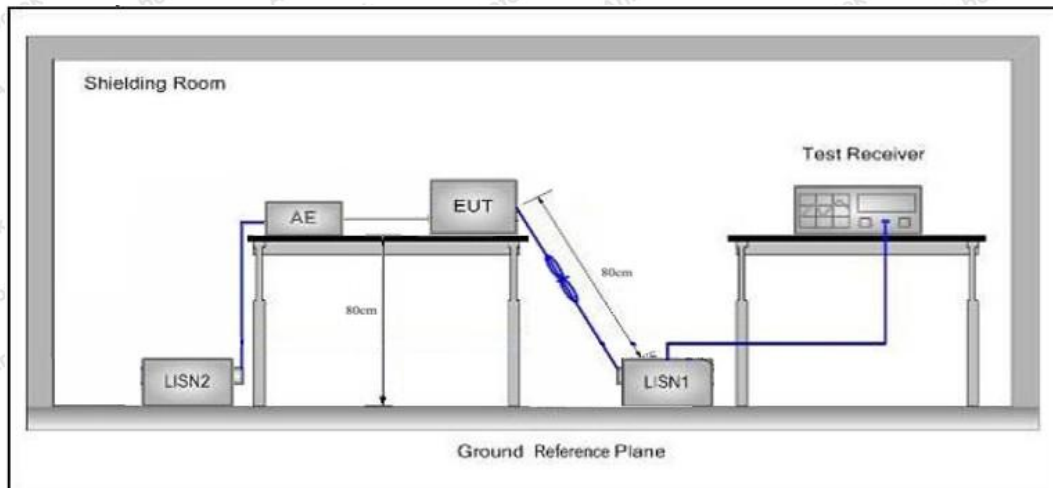 Shielding Room
Test Receiver
AE
EUT
80cm
80cm
LISN2
LISN1
Ground Reference Plane